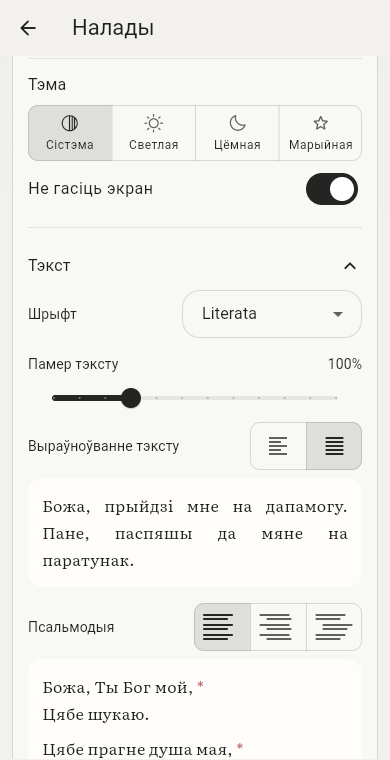 Налады
Тэма
Сістэма Светлая Цёмная Марыйная
Не гасіць экран
Тэкст
Шрыфт Literata
Памер тэксту 100%
Выраўноўванне тэксту
Божа, прыйдзі мне на дапамогу.
Пане, паспяшы да мяне на
паратунак.
Псальмодыя
Божа, Ты Бог мой, *
Цябе шукаю.
Цябе прагне душа мая, *